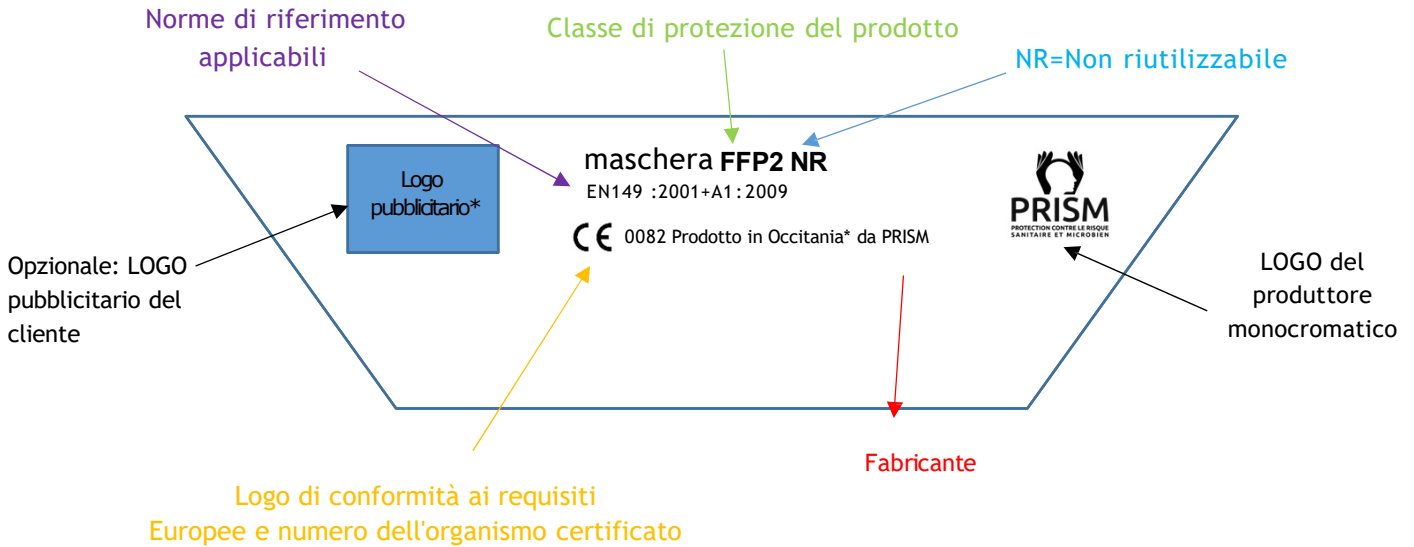 Norme di riferimento
applicabili
Classe di protezione del prodotto
NR=Non riutilizzabile
maschera FFP2 NR
EN149 :2001+A1:2009
Logo
pubblicitario*
0082 Prodotto in Occitania* da PRISM
PRISM
PROTECTION CONTRE LE RISQUE
SANITAIRE ET MICROBIEN
Opzionale: LOGO
pubblicitario del
cliente
LOGO del
produttore
monocromatico
Fabricante
Logo di conformità ai requisiti
Europee e numero dell'organismo certificato